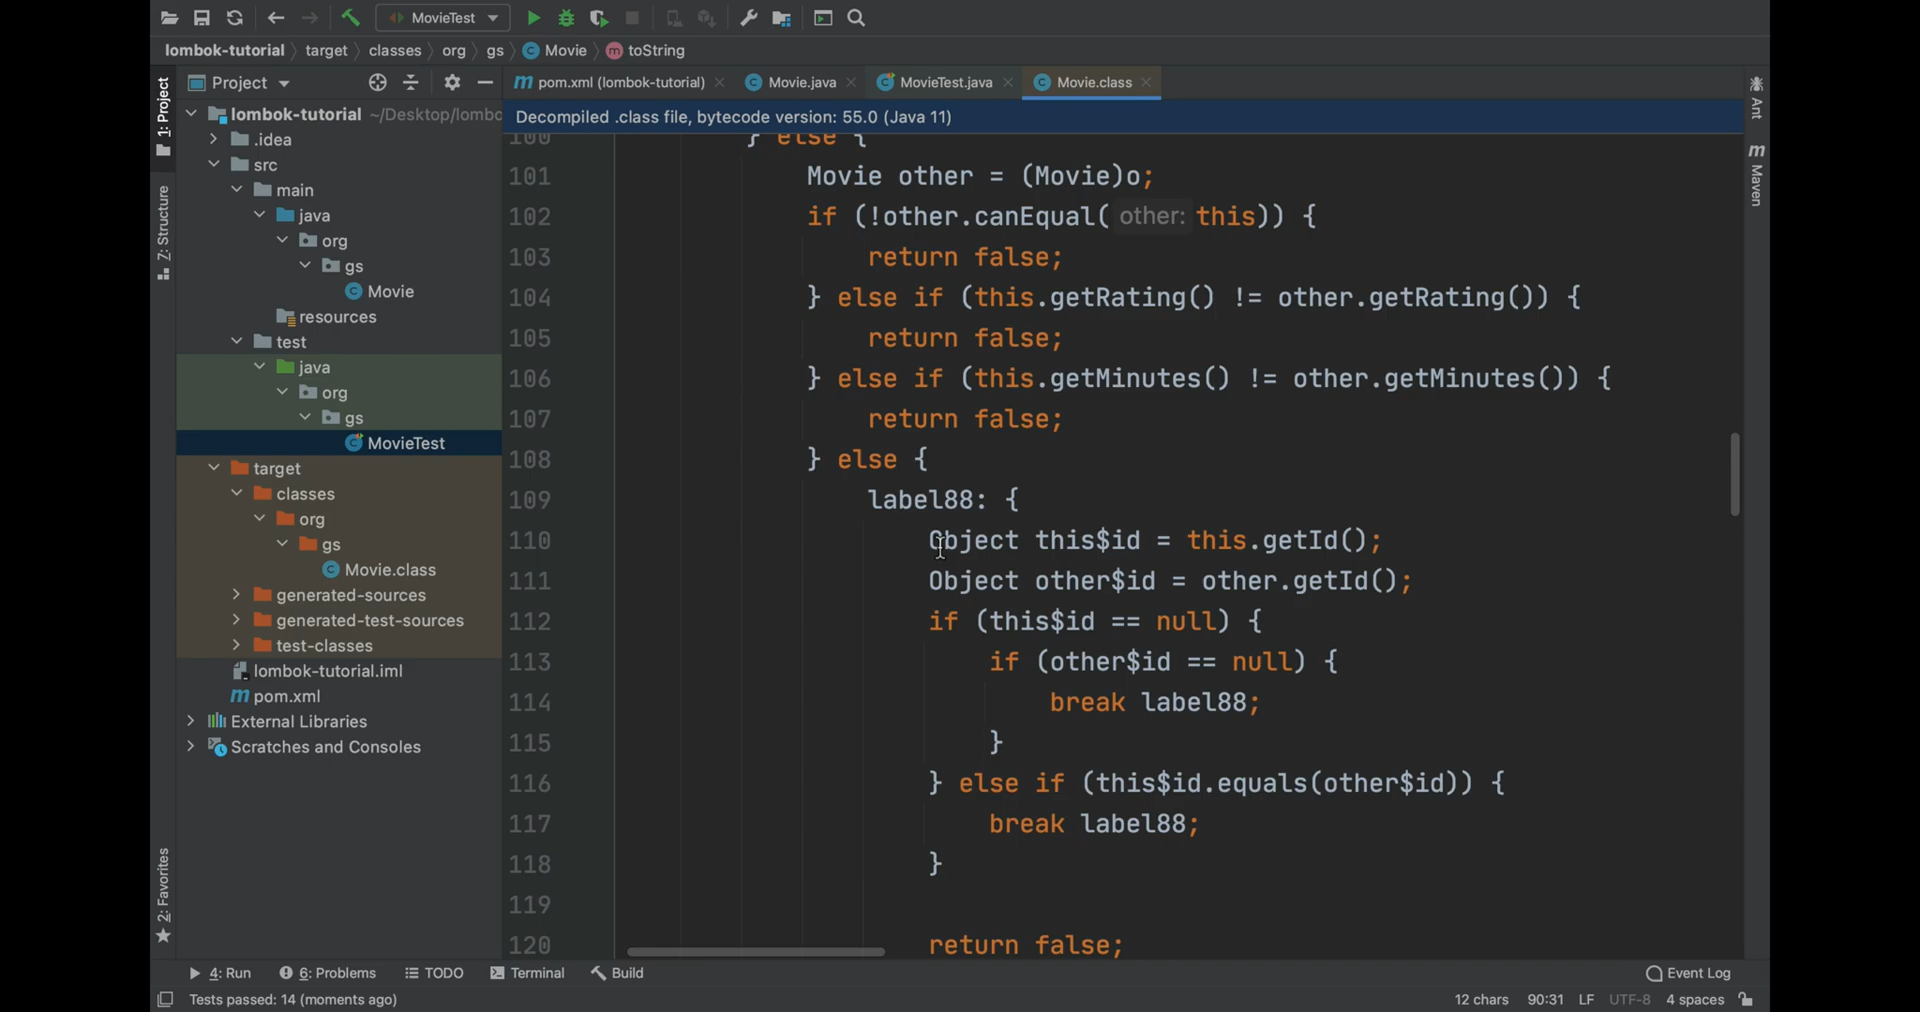 MovieTest
lombok-tutorial target classes org gs Movie toString
Project
pom.xml (lombok-tutorial) Movie.java MovieTest.java Movie.class
Decompiled .class file, bytecode version: 55.0 (Java 11)
1: Project
Z: Structure
2: Favorites
Ant
Maven
lombok-tutorial ~/Desktop/lombo
.idea
src
main
java
org
gs
Movie
resources
test
java
org
gs
MovieTest
target
classes
org
gs
Movie.class
generated-sources
generated-test-sources
test-classes
lombok-tutorial.iml
pom.xml
External Libraries
Scratches and Consoles
100 } else {
101 Movie other = (Movie)o;
102 if (!other.canEqual( other: this)) {
103 return false;
104 } else if (this.getRating() != other.getRating()) {
105 return false;
106 } else if (this.getMinutes() != other.getMinutes()) {
107 return false;
108 } else {
109 label88: {
110 Object this$id = this.getId();
111 Object other$id = other.getId();
112 if (this$id == null) {
113 if (other$id == null) {
114 break label88;
115 }
116 } else if (this$id.equals(other$id)) {
117 break label88;
118 }
119
120 return false;
4: Run 6: Problems TODO Terminal Build Event Log
Tests passed: 14 (moments ago) 12 chars 90:31 LF UTF-8 4 spaces